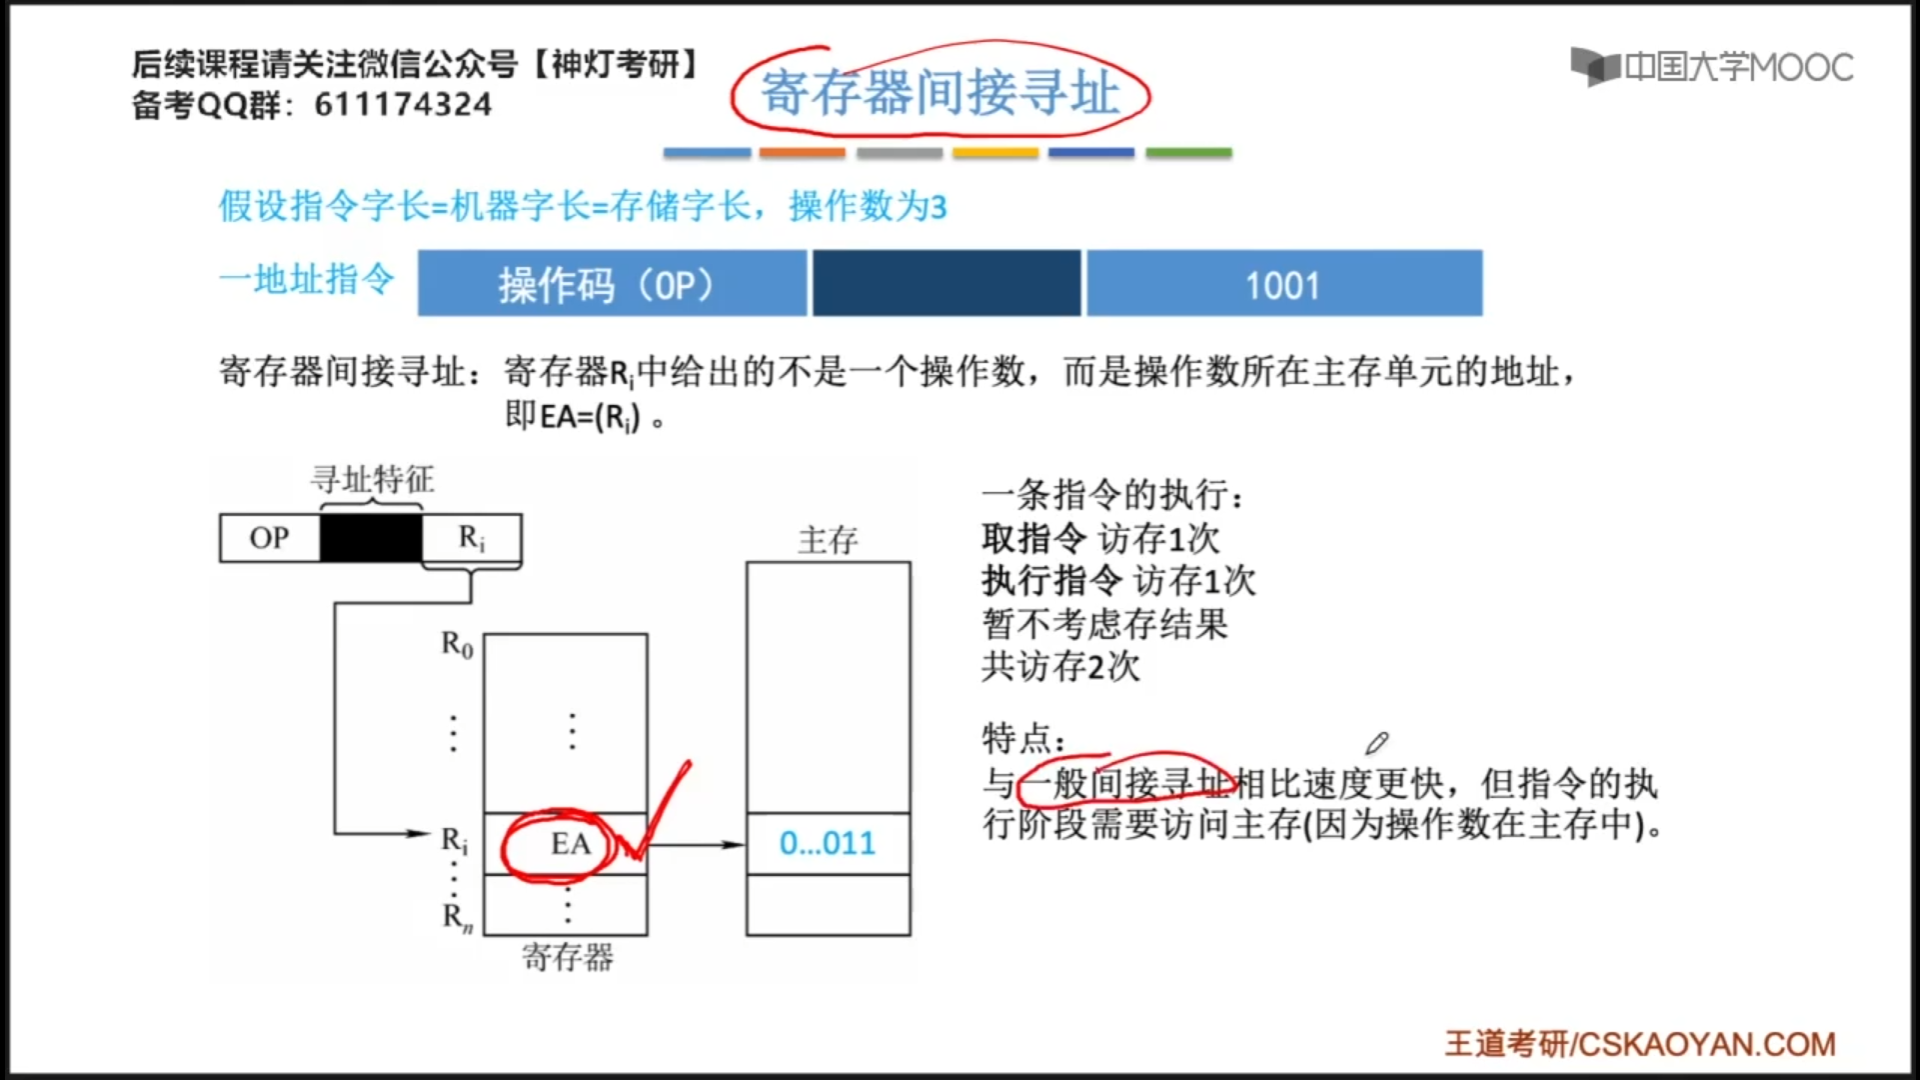 后续课程请关注微信公众号【神灯考研】
备考QQ群：611174324
寄存器间接寻址
中国大学MOOC
假设指令字长=机器字长=存储字长，操作数为3
一地址指令 操作码（OP） 1001
寄存器间接寻址：寄存器Ri中给出的不是一个操作数，而是操作数所在主存单元的地址，
即EA=(Ri) 。
寻址特征
OP Ri
主存
R0
⋮ ⋮
Ri EA 0...011
⋮ ⋮
Rn
寄存器
一条指令的执行：
取指令 访存1次
执行指令 访存1次
暂不考虑存结果
共访存2次
特点：
与一般间接寻址相比速度更快，但指令的执
行阶段需要访问主存(因为操作数在主存中)。
王道考研/CSKAOYAN.COM